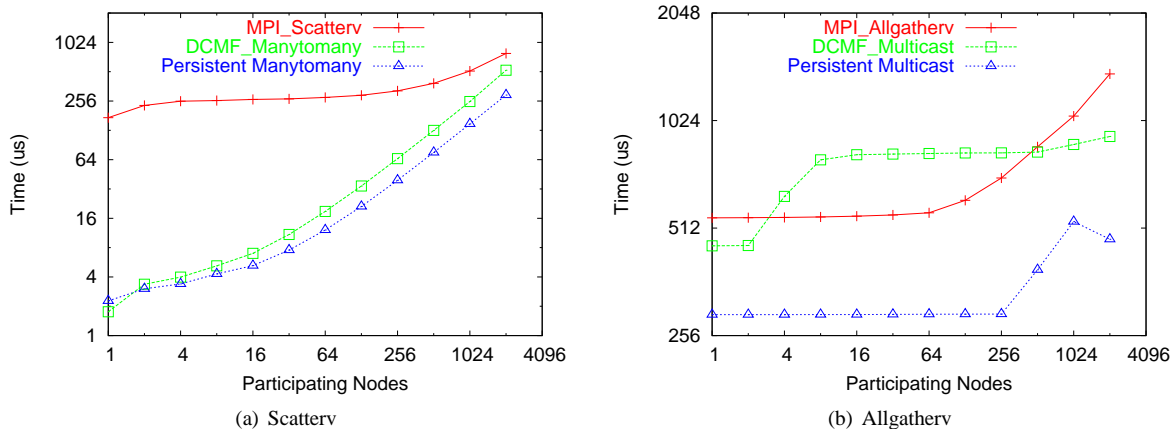 1024
256
64
16
4
1
Time (us)
MPI_Scatterv
DCMF_Manytomany
Persistent Manytomany
1 4 16 64 256 1024 4096
Participating Nodes
(a) Scatterv
2048
1024
512
256
Time (us)
MPI_Allgatherv
DCMF_Multicast
Persistent Multicast
1 4 16 64 256 1024 4096
Participating Nodes
(b) Allgatherv